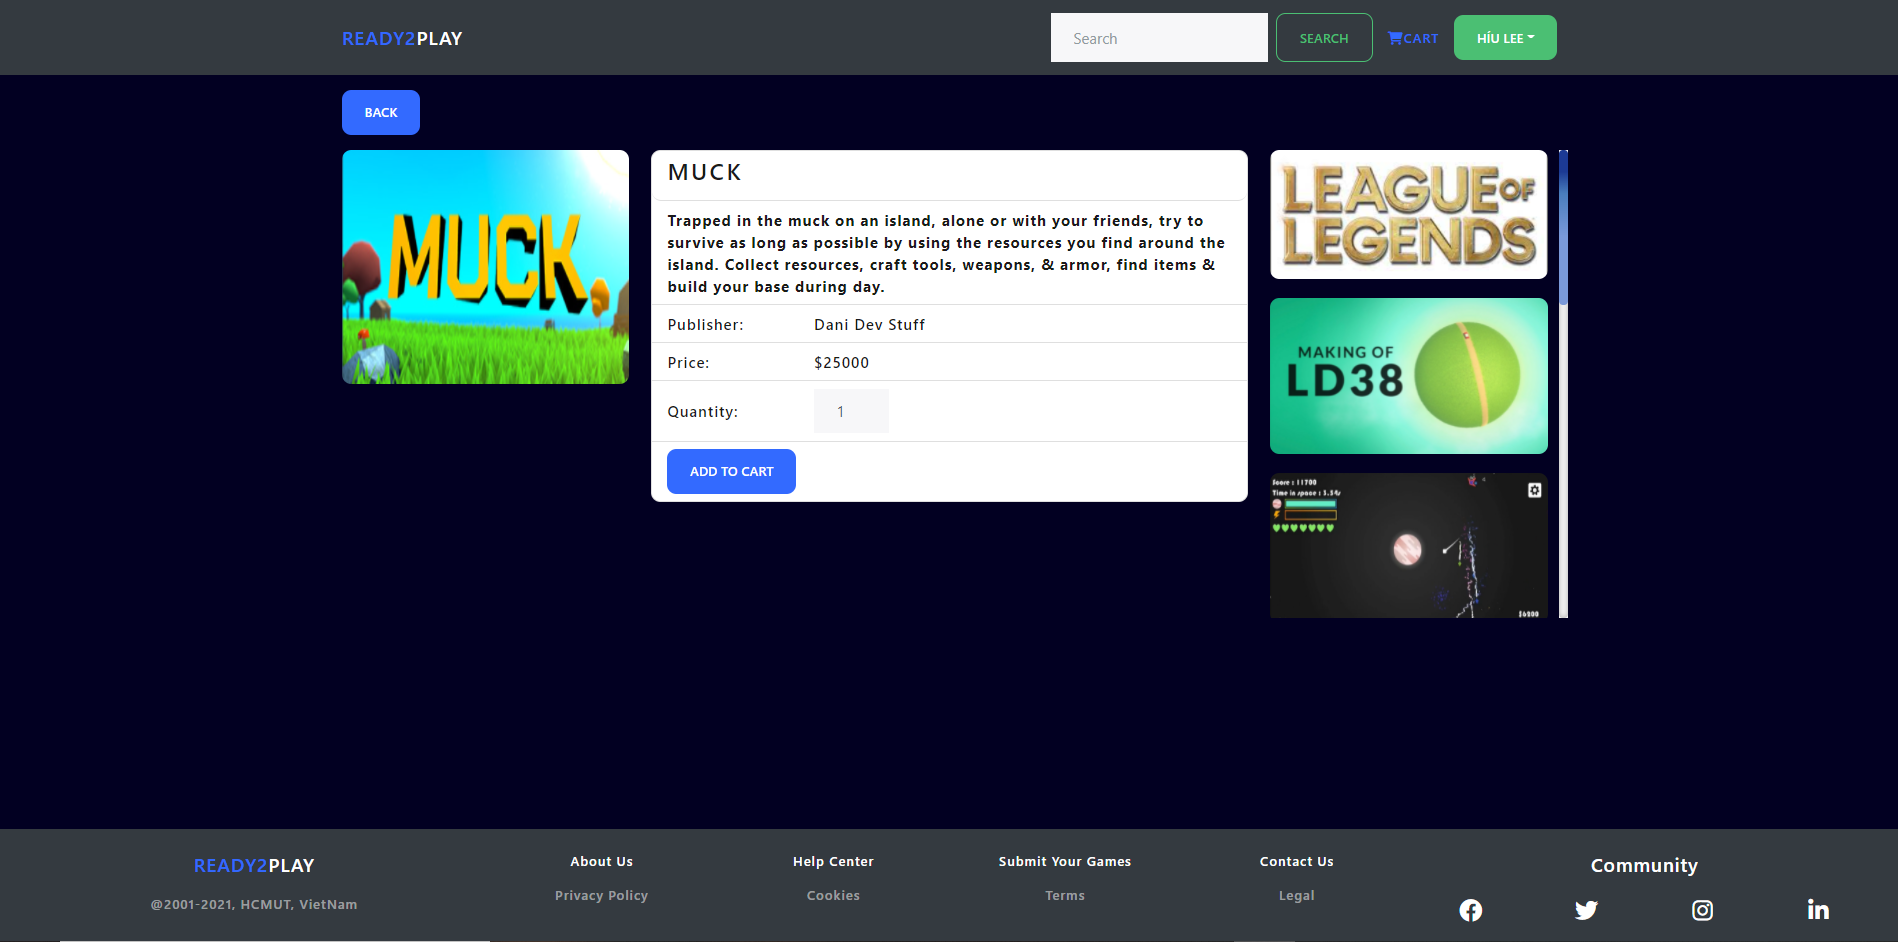 READY2PLAY
Search
SEARCH
CART
HÍU LEE
BACK
MUCK
MUCK
Trapped in the muck on an island, alone or with your friends, try to
survive as long as possible by using the resources you find around the
island. Collect resources, craft tools, weapons, & armor, find items &
build your base during day.
Publisher: Dani Dev Stuff
Price: $25000
Quantity: 1
ADD TO CART
LEAGUE OF
LEGENDS
MAKING OF
LD38
Score : 11700
Time in space : 3.54s
$6200
READY2PLAY
@2001-2021, HCMUT, VietNam
About Us
Privacy Policy
Help Center
Cookies
Submit Your Games
Terms
Contact Us
Legal
Community